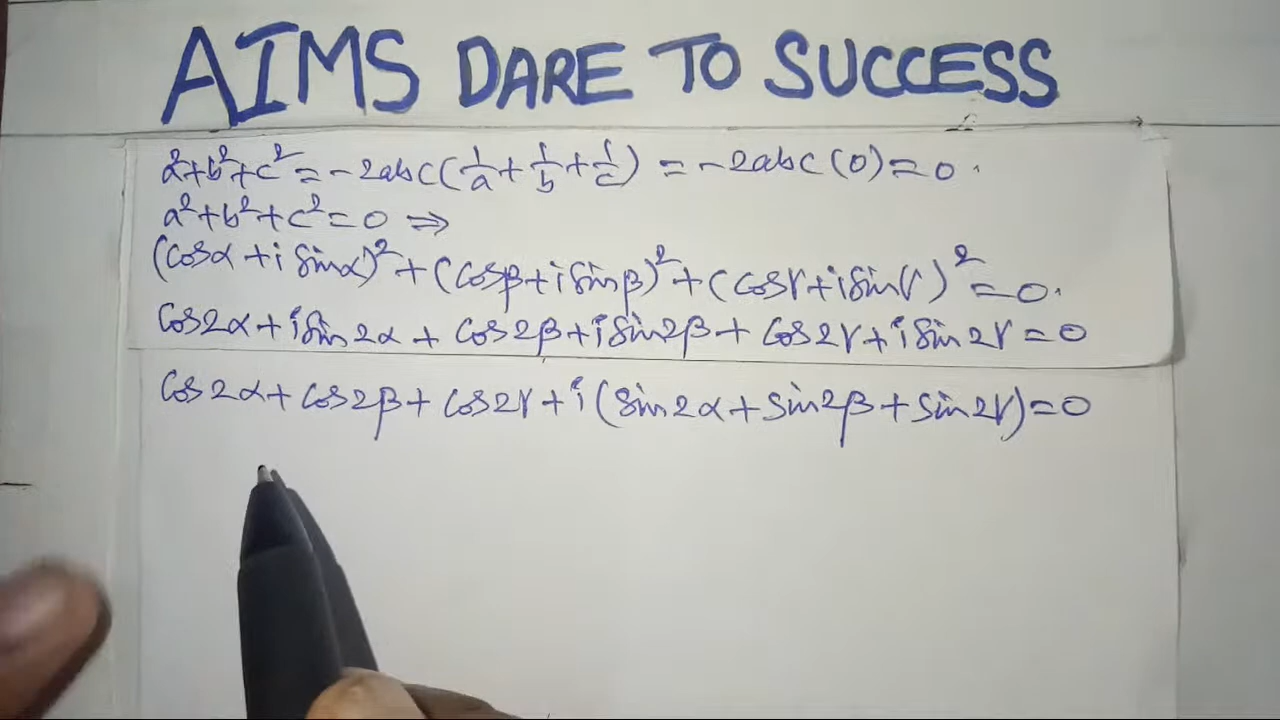 AIMS DARE TO SUCCESS
a²+b²+c² = -2abc(1/a + 1/b + 1/c) = -2abc(0) = 0.
a²+b²+c² = 0 ⇒
(cosα + i sinα)² + (cosβ + i sinβ)² + (cosγ + i sinγ)² = 0.
cos2α + i sin2α + cos2β + i sin2β + cos2γ + i sin2γ = 0
cos2α + cos2β + cos2γ + i(sin2α + sin2β + sin2γ) = 0